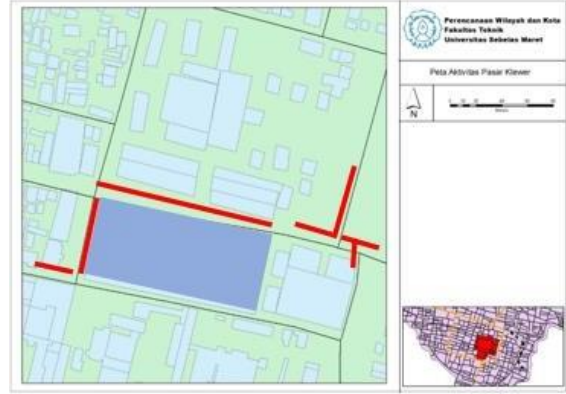 Perencanaan Wilayah dan Kota
Fakultas Teknik
Universitas Sebelas Maret
Peta Aktivitas Pasar Klewer
N